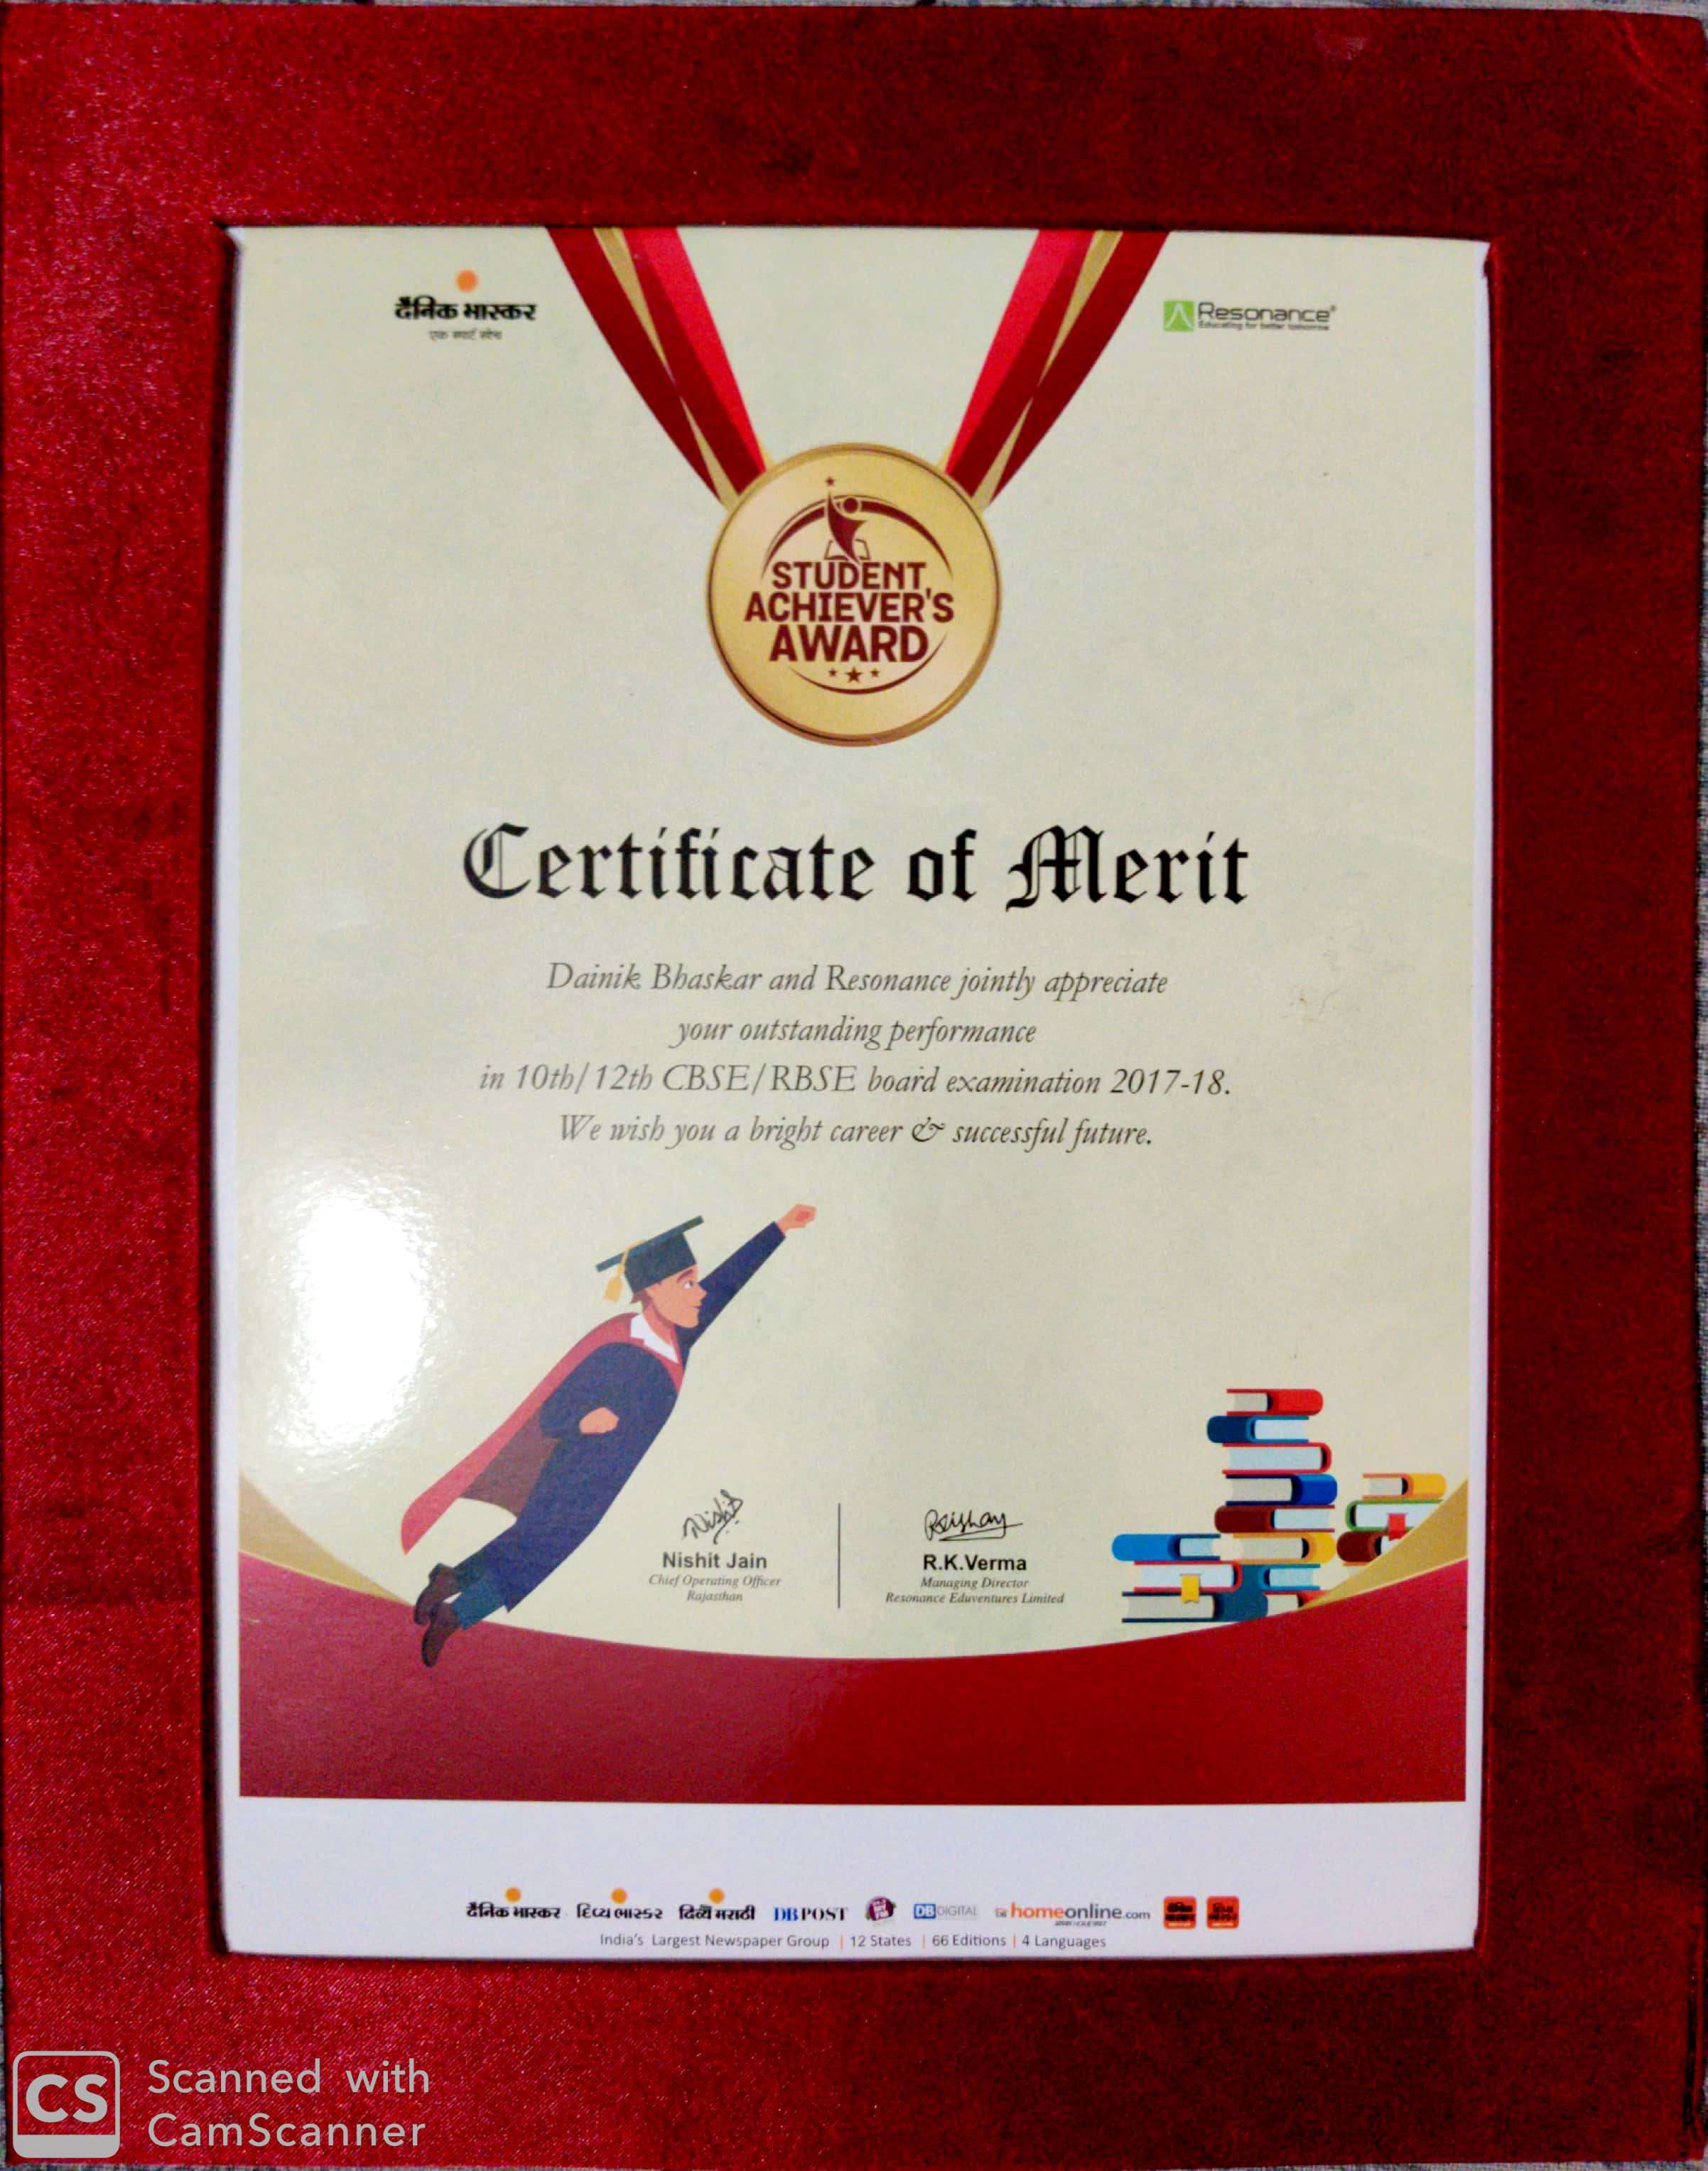 दैनिक भास्कर
एक स्मार्ट सोच
Resonance®
Educating for better tomorrow
STUDENT
ACHIEVER'S
AWARD
Certificate of Merit
Dainik Bhaskar and Resonance jointly appreciate
your outstanding performance
in 10th/12th CBSE/RBSE board examination 2017-18.
We wish you a bright career & successful future.
Nishit
Nishit Jain
Chief Operating Officer
Rajasthan
R.K.Verma
Managing Director
Resonance Eduventures Limited
दैनिक भास्कर દિવ્ય ભાસ્કર दिव्य मराठी DB POST DB DIGITAL homeonline.com
India's Largest Newspaper Group | 12 States | 66 Editions | 4 Languages
CS Scanned with
CamScanner